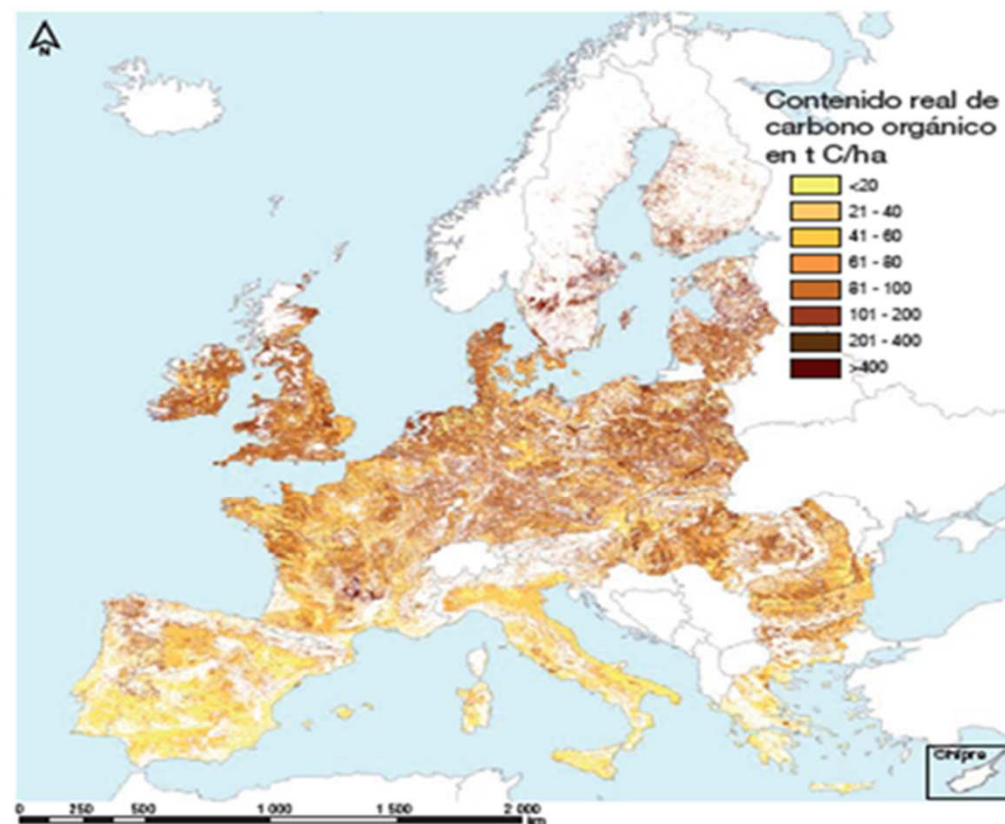 N
Contenido real de
carbono orgánico
en t C/ha
<20
21 - 40
41 - 60
61 - 80
81 - 100
101 - 200
201 - 400
>400
Chipre
0 250 500 1 000 1 500 2 000
km